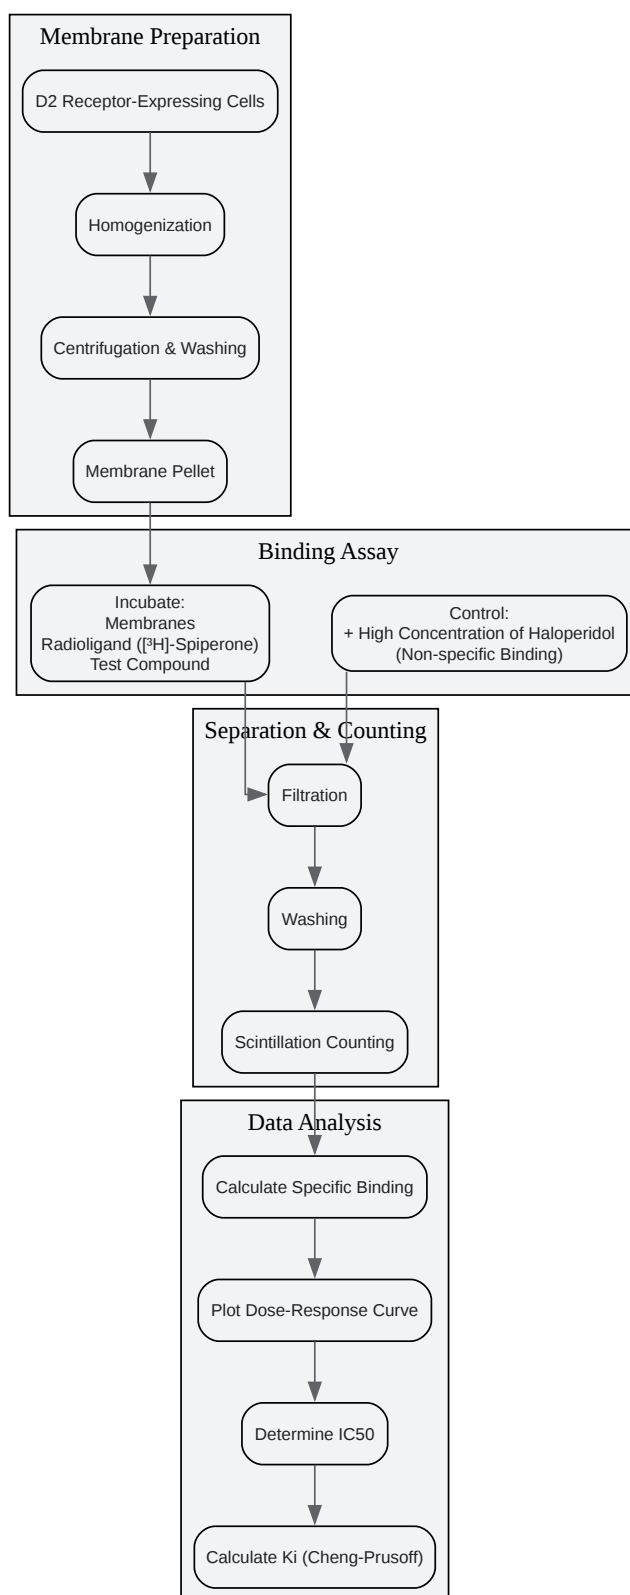 Membrane Preparation
D2 Receptor-Expressing Cells
Homogenization
Centrifugation & Washing
Membrane Pellet
Binding Assay
Incubate:
Membranes
Radioligand ([³H]-Spiperone)
Test Compound
Control:
+ High Concentration of Haloperidol
(Non-specific Binding)
Separation & Counting
Filtration
Washing
Scintillation Counting
Data Analysis
Calculate Specific Binding
Plot Dose-Response Curve
Determine IC50
Calculate Ki (Cheng-Prusoff)